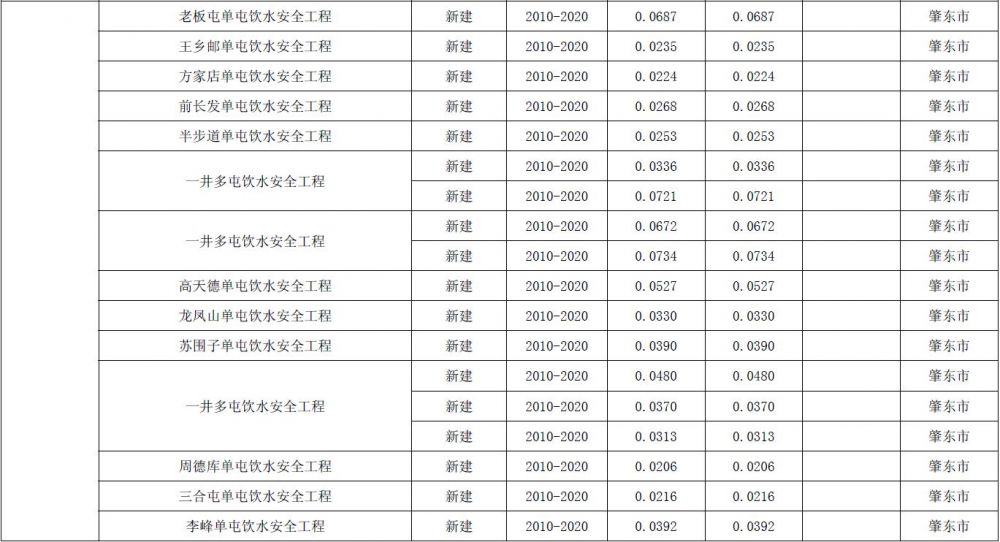 老板屯单屯饮水安全工程 新建 2010-2020 0.0687 0.0687 肇东市
王乡邮单屯饮水安全工程 新建 2010-2020 0.0235 0.0235 肇东市
方家店单屯饮水安全工程 新建 2010-2020 0.0224 0.0224 肇东市
前长发单屯饮水安全工程 新建 2010-2020 0.0268 0.0268 肇东市
半步道单屯饮水安全工程 新建 2010-2020 0.0253 0.0253 肇东市
一井多屯饮水安全工程 新建 2010-2020 0.0336 0.0336 肇东市
新建 2010-2020 0.0721 0.0721 肇东市
一井多屯饮水安全工程 新建 2010-2020 0.0672 0.0672 肇东市
新建 2010-2020 0.0734 0.0734 肇东市
高天德单屯饮水安全工程 新建 2010-2020 0.0527 0.0527 肇东市
龙凤山单屯饮水安全工程 新建 2010-2020 0.0330 0.0330 肇东市
苏围子单屯饮水安全工程 新建 2010-2020 0.0390 0.0390 肇东市
一井多屯饮水安全工程 新建 2010-2020 0.0480 0.0480 肇东市
新建 2010-2020 0.0370 0.0370 肇东市
新建 2010-2020 0.0313 0.0313 肇东市
周德库单屯饮水安全工程 新建 2010-2020 0.0206 0.0206 肇东市
三合屯单屯饮水安全工程 新建 2010-2020 0.0216 0.0216 肇东市
李峰单屯饮水安全工程 新建 2010-2020 0.0392 0.0392 肇东市